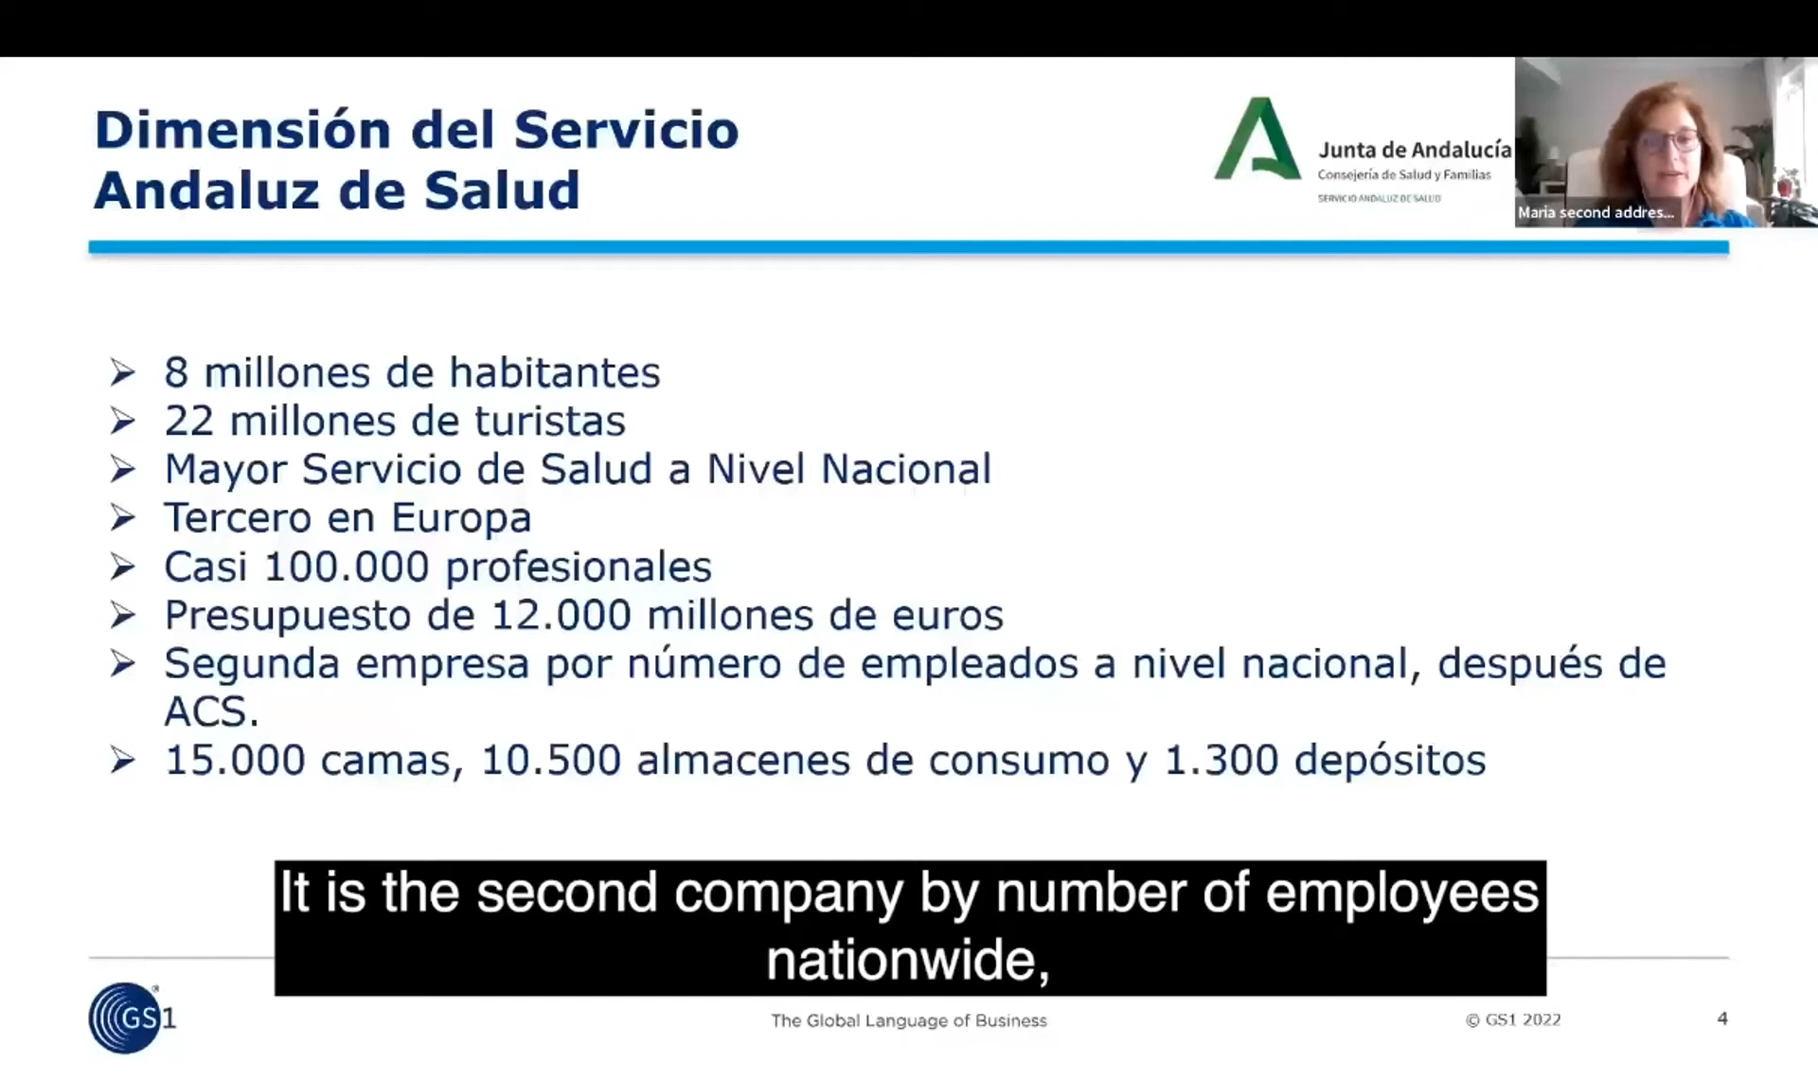 Dimensión del Servicio
Andaluz de Salud
Junta de Andalucía
Consejería de Salud y Familias
SERVICIO ANDALUZ DE SALUD
Maria second addres...
8 millones de habitantes
22 millones de turistas
Mayor Servicio de Salud a Nivel Nacional
Tercero en Europa
Casi 100.000 profesionales
Presupuesto de 12.000 millones de euros
Segunda empresa por número de empleados a nivel nacional, después de
ACS.
15.000 camas, 10.500 almacenes de consumo y 1.300 depósitos
It is the second company by number of employees
nationwide,
GS1
®
The Global Language of Business
© GS1 2022
4